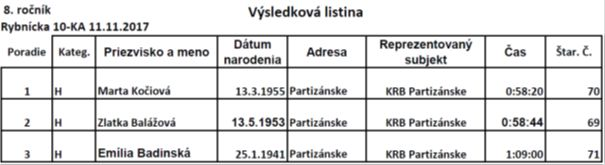 8. ročník Výsledková listina
Rybnícka 10-KA 11.11.2017
Poradie Kateg. Priezvisko a meno Dátum narodenia Adresa Reprezentovaný subjekt Čas Štar. Č.
1 H Marta Kočiová 13.3.1955 Partizánske KRB Partizánske 0:58:20 70
2 H Zlatka Balážová 13.5.1953 Partizánske KRB Partizánske 0:58:44 69
3 H Emília Badinská 25.1.1941 Partizánske KRB Partizánske 1:09:00 71